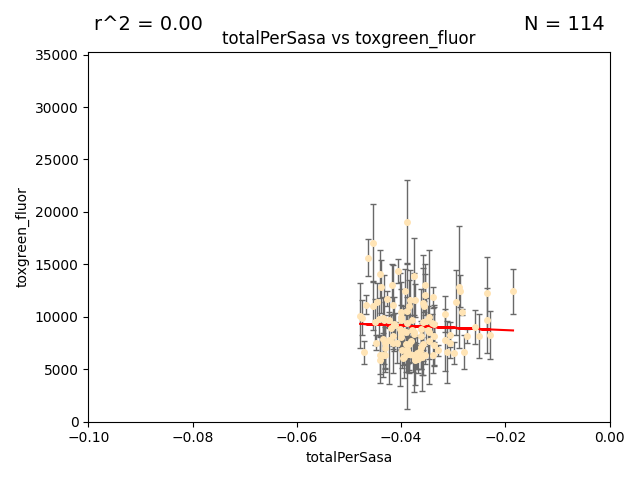 r^2 = 0.00
N = 114
totalPerSasa vs toxgreen_fluor
35000
30000
25000
20000
15000
10000
5000
0
toxgreen_fluor
−0.10
−0.08
−0.06
−0.04
−0.02
0.00
totalPerSasa